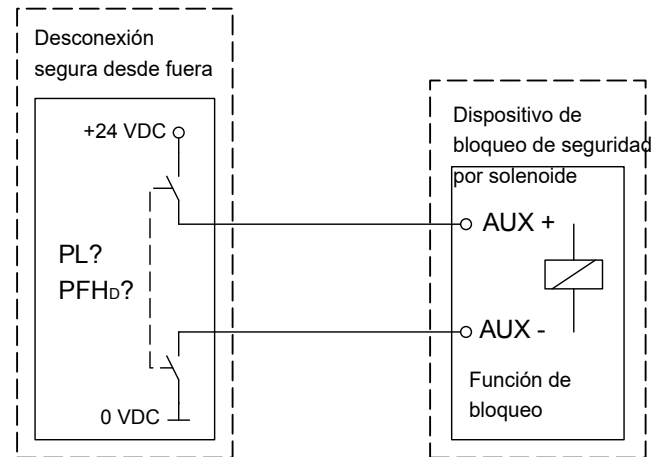 Desconexión
segura desde fuera
+24 VDC
PL?
PFHD?
0 VDC
Dispositivo de
bloqueo de seguridad
por solenoide
AUX +
AUX -
Función de
bloqueo